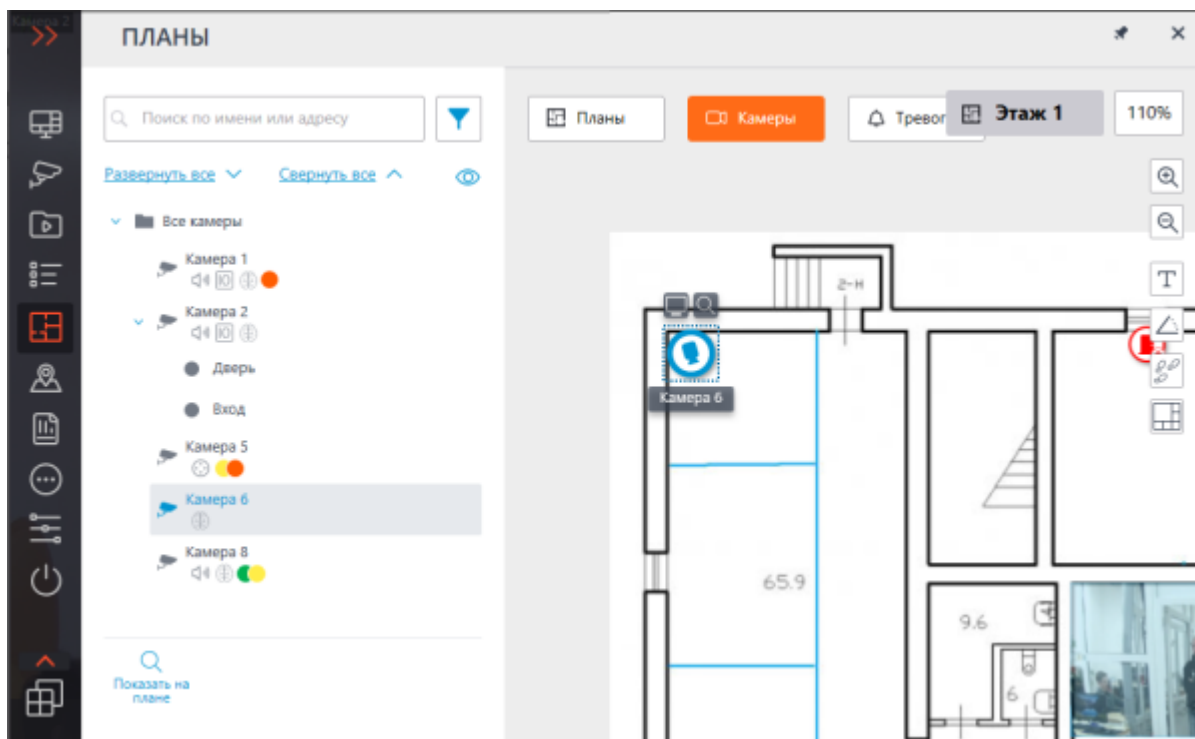 Камера 2
ПЛАНЫ
Поиск по имени или адресу
Планы
Камеры
Тревог
Этаж 1
110%
Развернуть все
Свернуть все
Все камеры
Камера 1
Ю
Камера 2
Ю
Дверь
Вход
Камера 5
Камера 6
Камера 8
Показать на
плане
2-Н
Камера 6
T
65.9
9.6
6